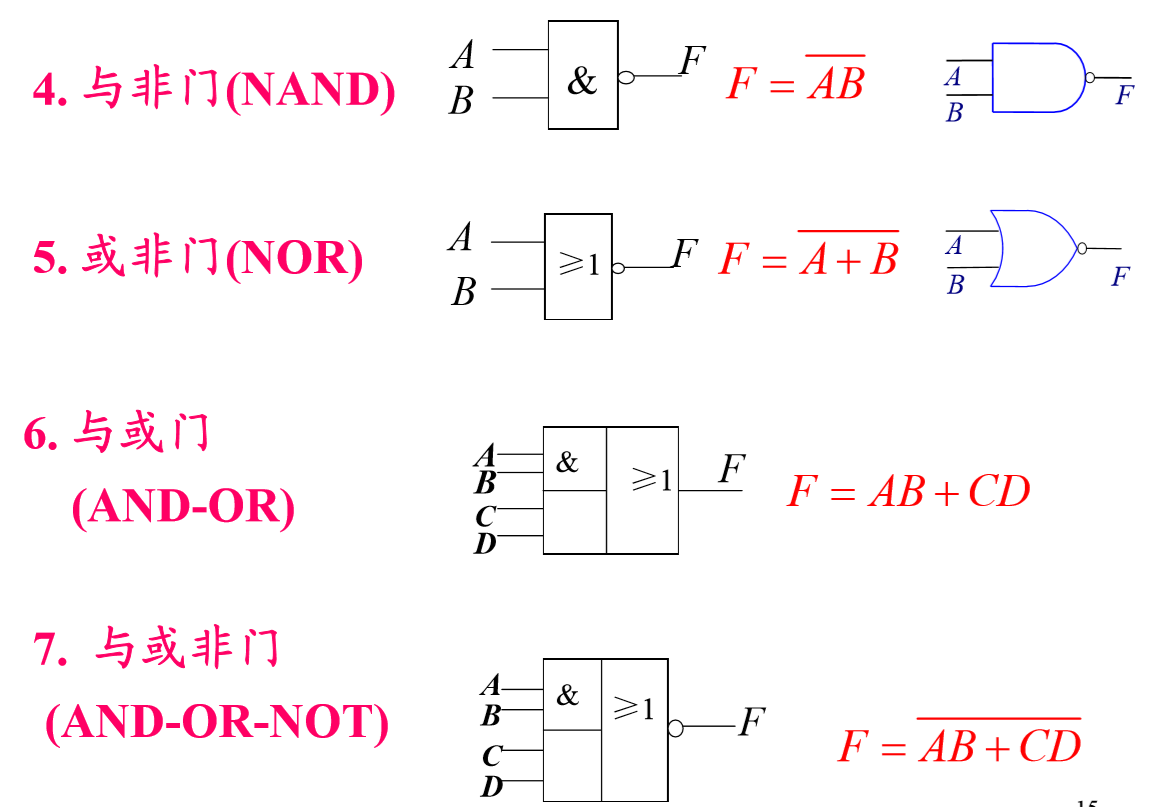 4. 与非门(NAND)
A
B
&
F
F = \overline{AB}
A
B
F
5. 或非门(NOR)
A
B
≥1
F
F = \overline{A + B}
A
B
F
6. 与或门
(AND-OR)
A
B
C
D
&
≥1
F
F = AB + CD
7. 与或非门
(AND-OR-NOT)
A
B
C
D
&
≥1
F
F = \overline{AB + CD}